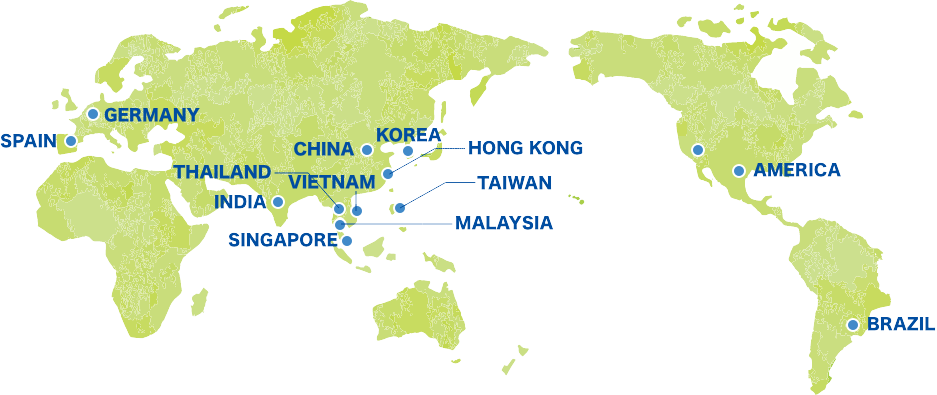 GERMANY
SPAIN
KOREA
CHINA
HONG KONG
THAILAND
VIETNAM
TAIWAN
INDIA
MALAYSIA
SINGAPORE
AMERICA
BRAZIL